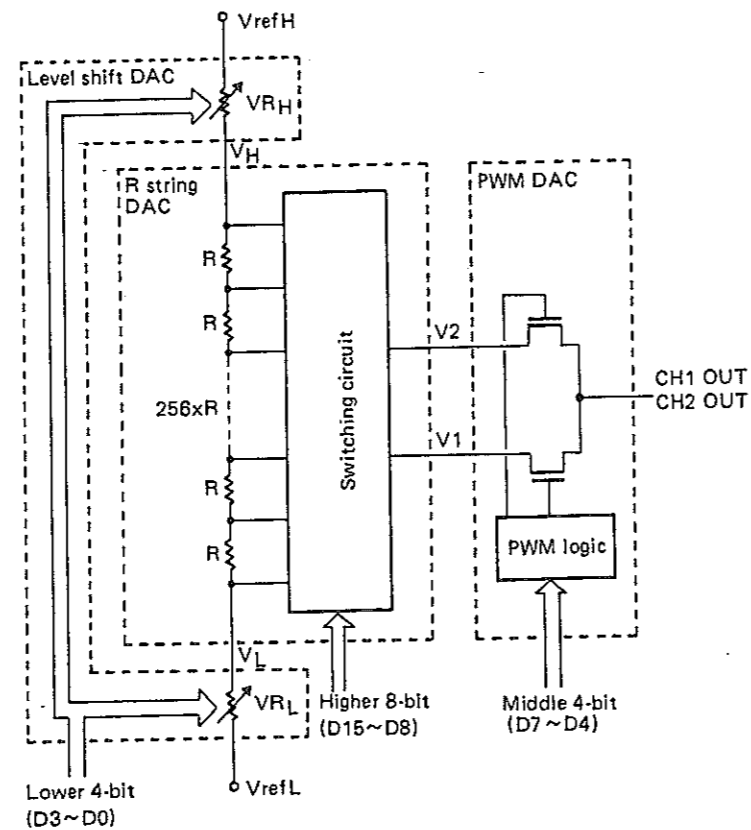 VrefH
Level shift DAC
VRH
VH
R string
DAC
PWM DAC
R
R
256xR
R
R
Switching circuit
V2
V1
CH1 OUT
CH2 OUT
PWM logic
VL
VRL
Higher 8-bit
(D15~D8)
Middle 4-bit
(D7~D4)
VrefL
Lower 4-bit
(D3~D0)